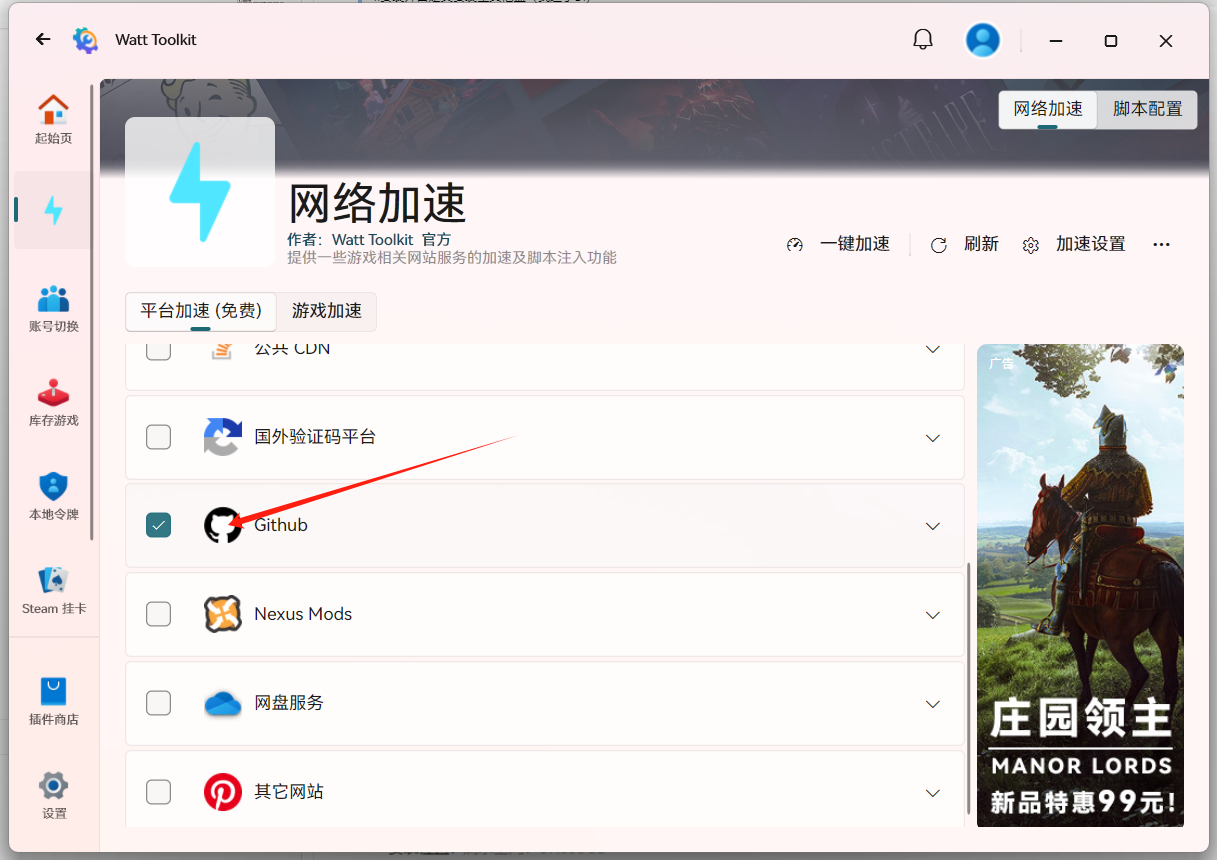 Watt Toolkit
网络加速
脚本配置
起始页
网络加速
作者：Watt Toolkit 官方
提供一些游戏相关网站服务的加速及脚本注入功能
一键加速
刷新
加速设置
平台加速 (免费)
游戏加速
账号切换
库存游戏
本地令牌
Steam 挂卡
插件商店
设置
公共 CDN
国外验证码平台
Github
Nexus Mods
网盘服务
其它网站
广告
庄园领主
MANOR LORDS
新品特惠99元!